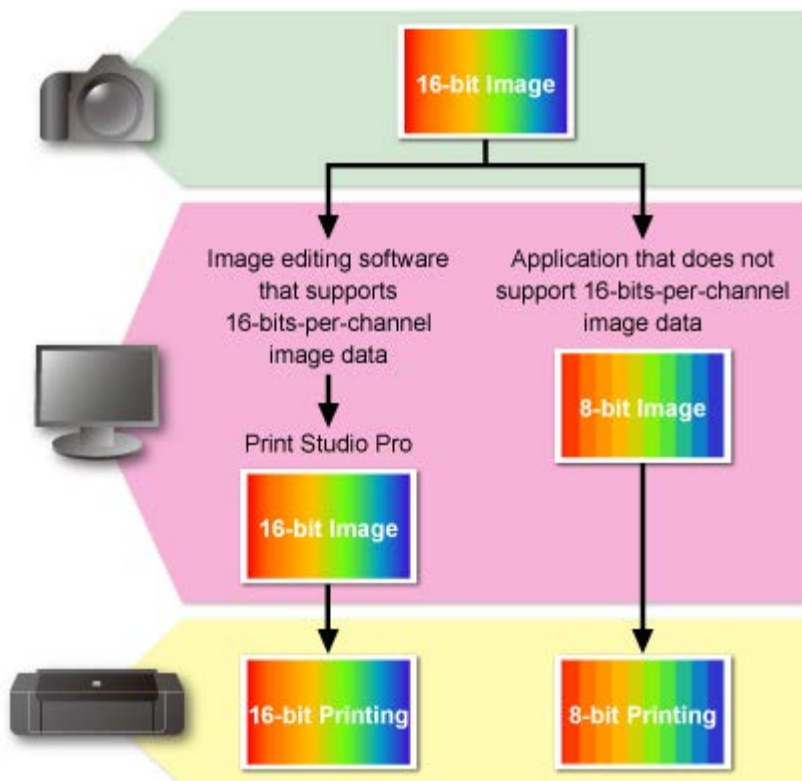 16-bit Image
Image editing software
that supports
16-bits-per-channel
image data
Print Studio Pro
16-bit Image
Application that does not
support 16-bits-per-channel
image data
8-bit Image
16-bit Printing
8-bit Printing